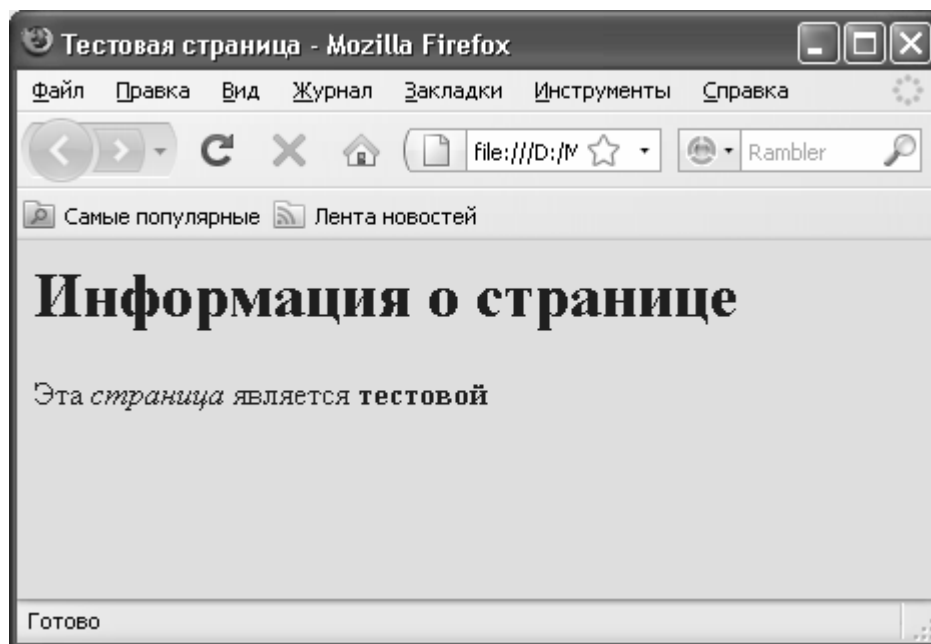 Тестовая страница - Mozilla Firefox
Файл Правка Вид Журнал Закладки Инструменты Справка
file:///D:/M Rambler
Самые популярные Лента новостей
Информация о странице
Эта страница является тестовой
Готово